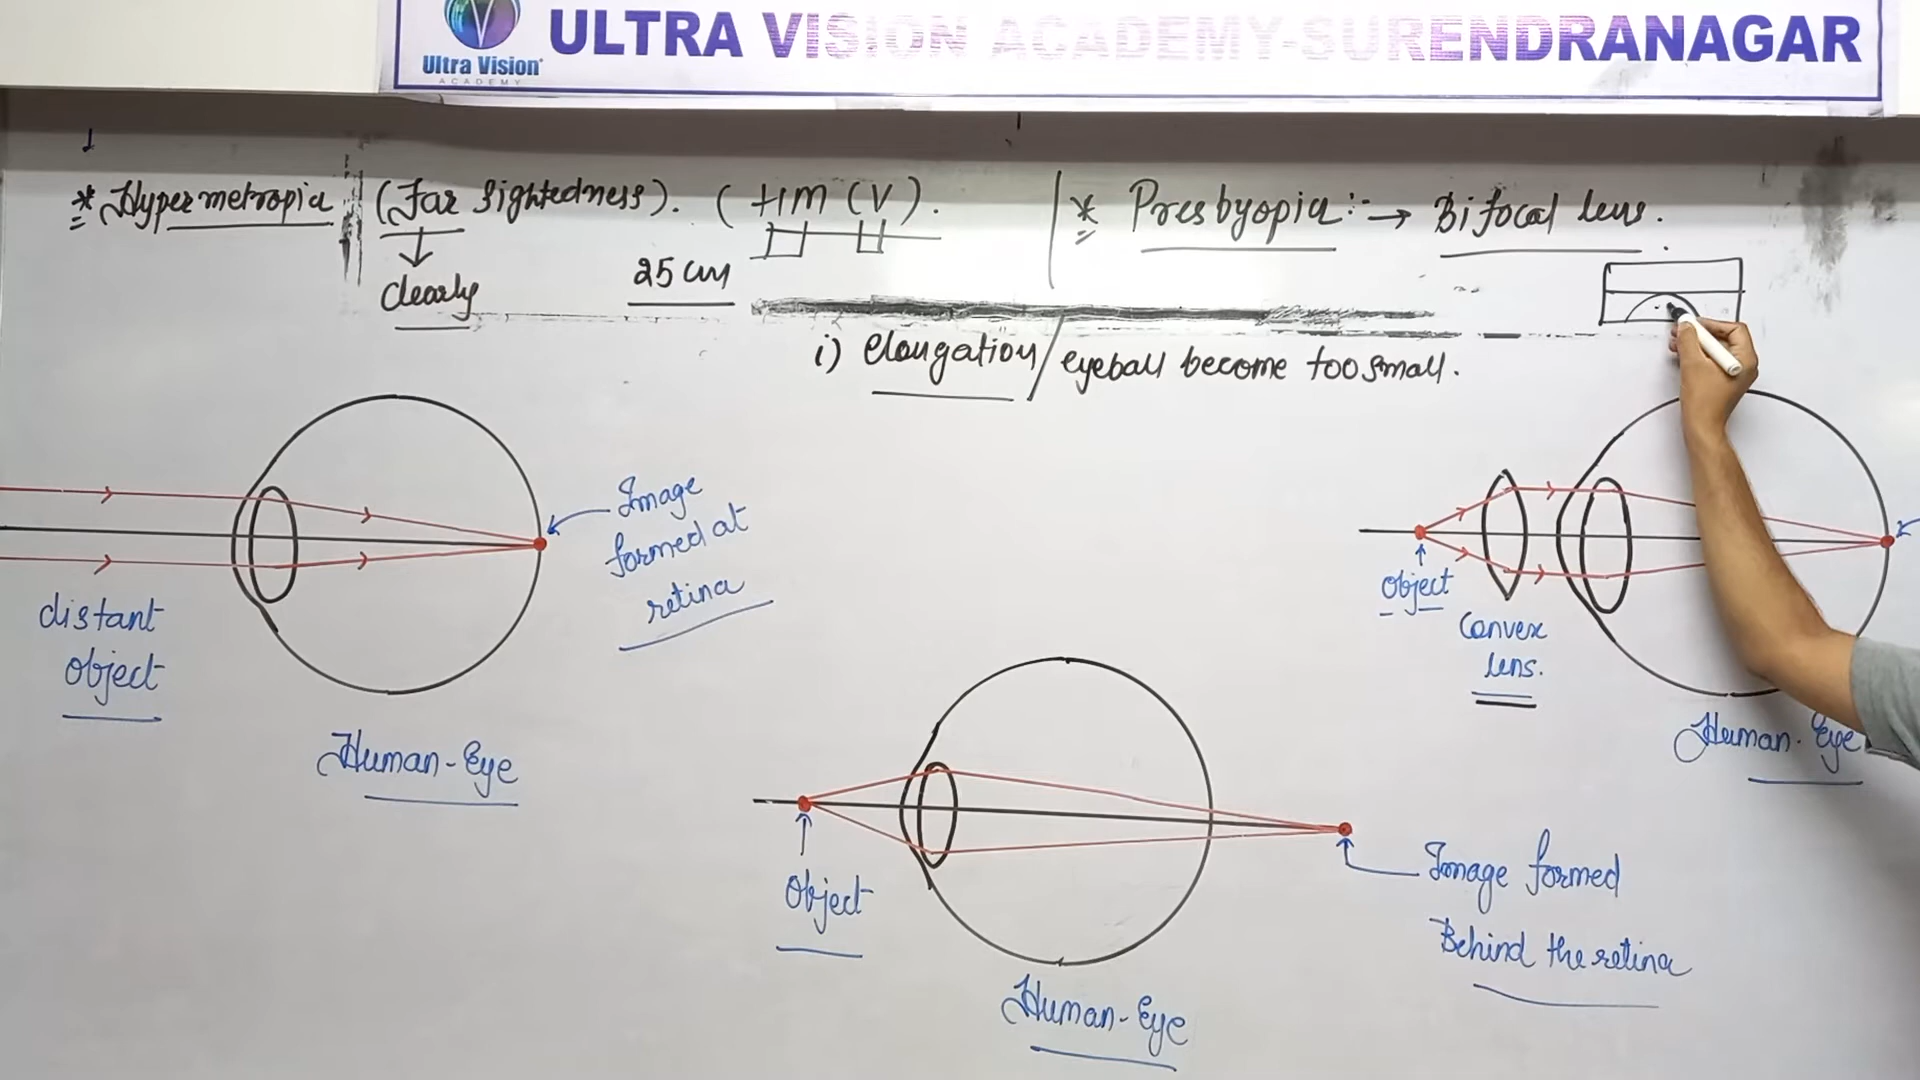 Ultra Vision
ACADEMY
ULTRA VISION ACADEMY-SURENDRANAGAR
* Hypermetropia (Far sightedness). (HM (V).
clearly
25 cm
* Presbyopia :- → Bifocal lens.
i) elongation/eyeball become too small.
distant
object
Human-Eye
Image
formed at
retina
object
Convex
lens.
Human-Eye
object
Human-Eye
Image formed
Behind the retina